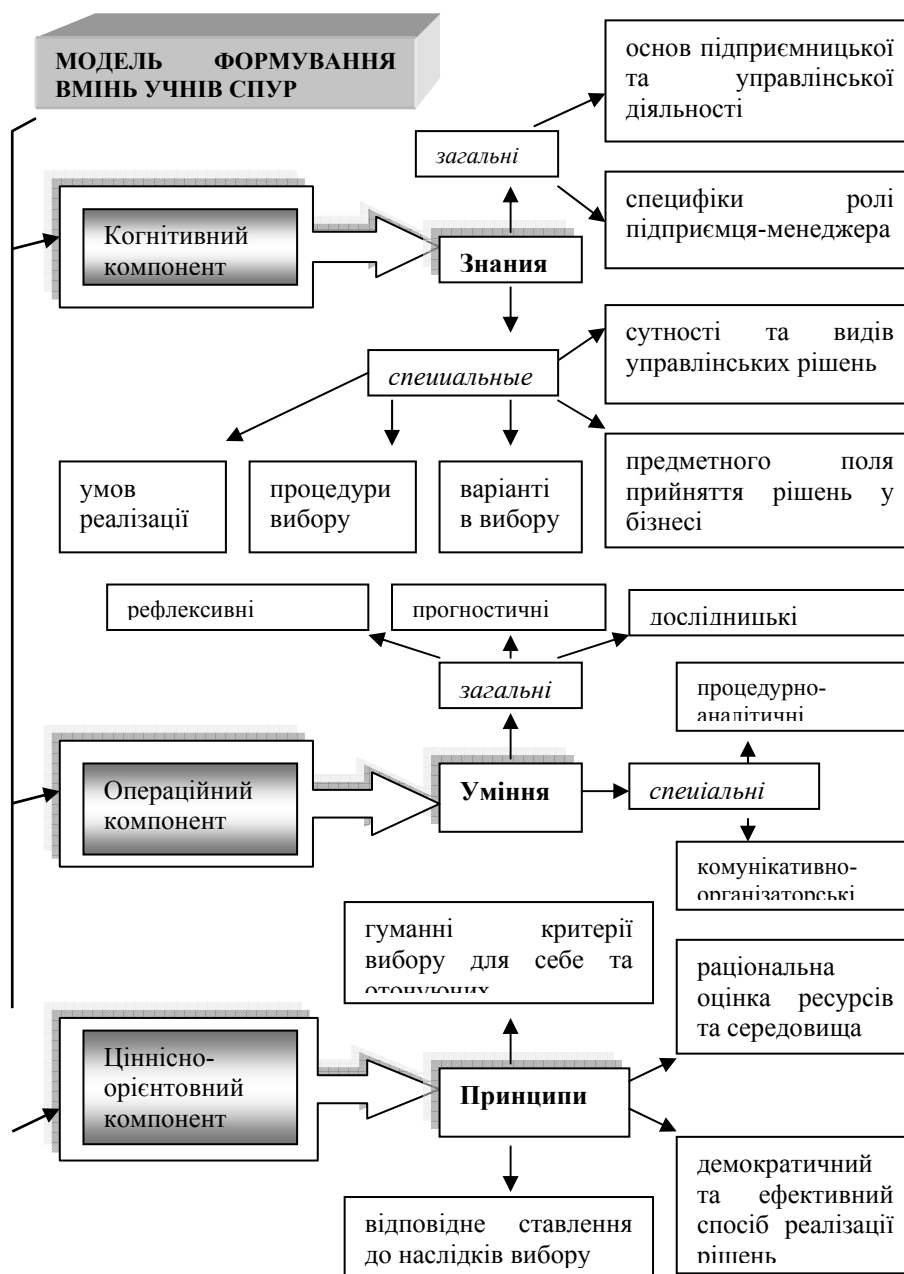 МОДЕЛЬ ФОРМУВАННЯ
ВМІНЬ УЧНІВ СПУР
основ підприємницької
та управлінської
діяльності
загальні
специфіки ролі
підприємця-менеджера
Когнітивний
компонент
Знания
сутності та видів
управлінських рішень
специальные
предметного поля
прийняття рішень у
бізнесі
умов
реалізації
процедури
вибору
варіанті
в вибору
рефлексивні
прогностичні
дослідницькі
загальні
процедурно-
аналітичні
Операційний
компонент
Уміння
спеціальні
комунікативно-
організаторські
гуманні критерії
вибору для себе та
оточуючих
раціональна
оцінка ресурсів
та середовища
Ціннісно-
орієнтовний
компонент
Принципи
демократичний
та ефективний
спосіб реалізації
рішень
відповідне ставлення
до наслідків вибору